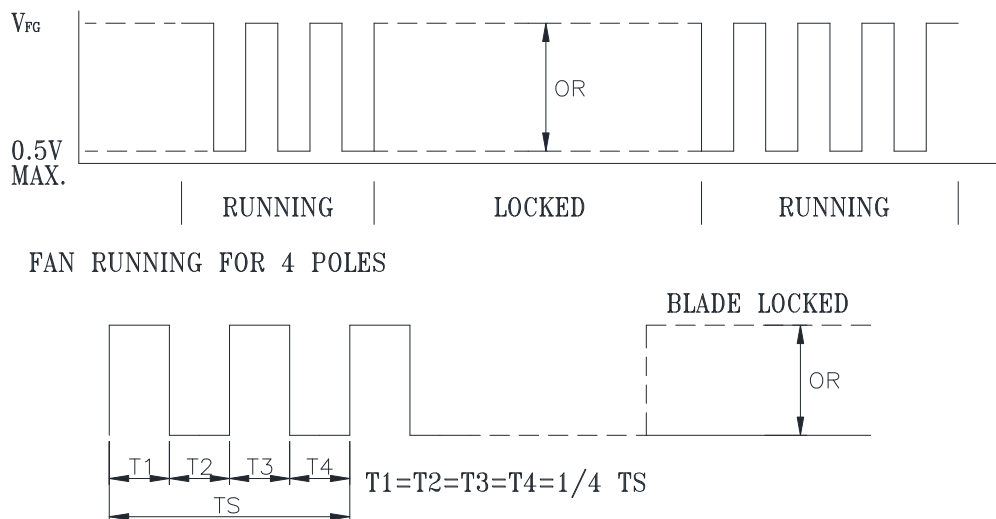 VFG
OR
0.5V
MAX.
RUNNING LOCKED RUNNING
FAN RUNNING FOR 4 POLES
BLADE LOCKED
OR
T1 T2 T3 T4
T1=T2=T3=T4=1/4 TS
TS